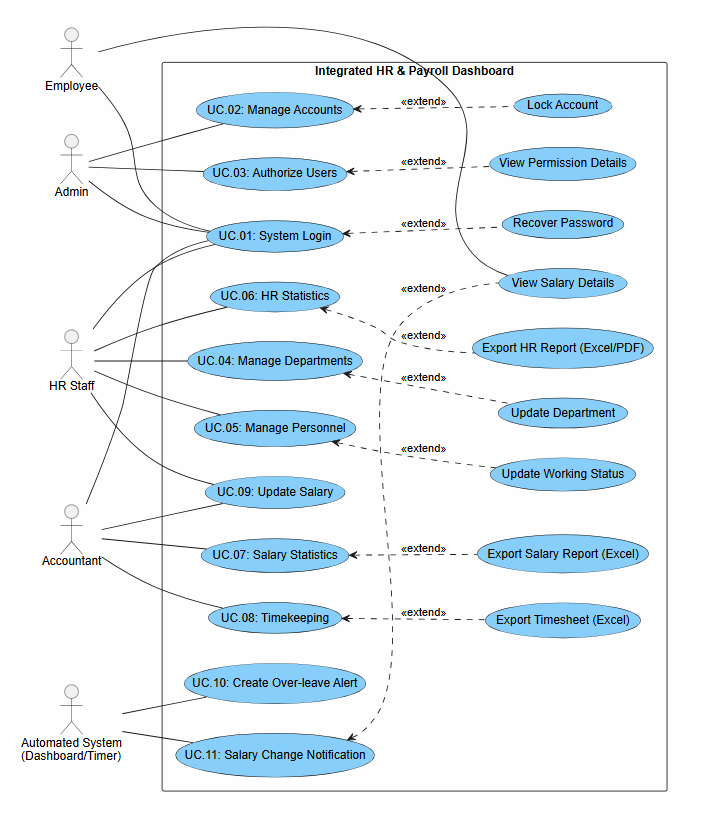 Integrated HR & Payroll Dashboard
Employee
UC.02: Manage Accounts
«extend»
Lock Account
Admin
UC.03: Authorize Users
«extend»
View Permission Details
UC.01: System Login
«extend»
Recover Password
«extend»
View Salary Details
UC.06: HR Statistics
«extend»
Export HR Report (Excel/PDF)
HR Staff
UC.04: Manage Departments
«extend»
Update Department
UC.05: Manage Personnel
«extend»
Update Working Status
UC.09: Update Salary
Accountant
UC.07: Salary Statistics
«extend»
Export Salary Report (Excel)
UC.08: Timekeeping
«extend»
Export Timesheet (Excel)
UC.10: Create Over-leave Alert
Automated System
(Dashboard/Timer)
UC.11: Salary Change Notification